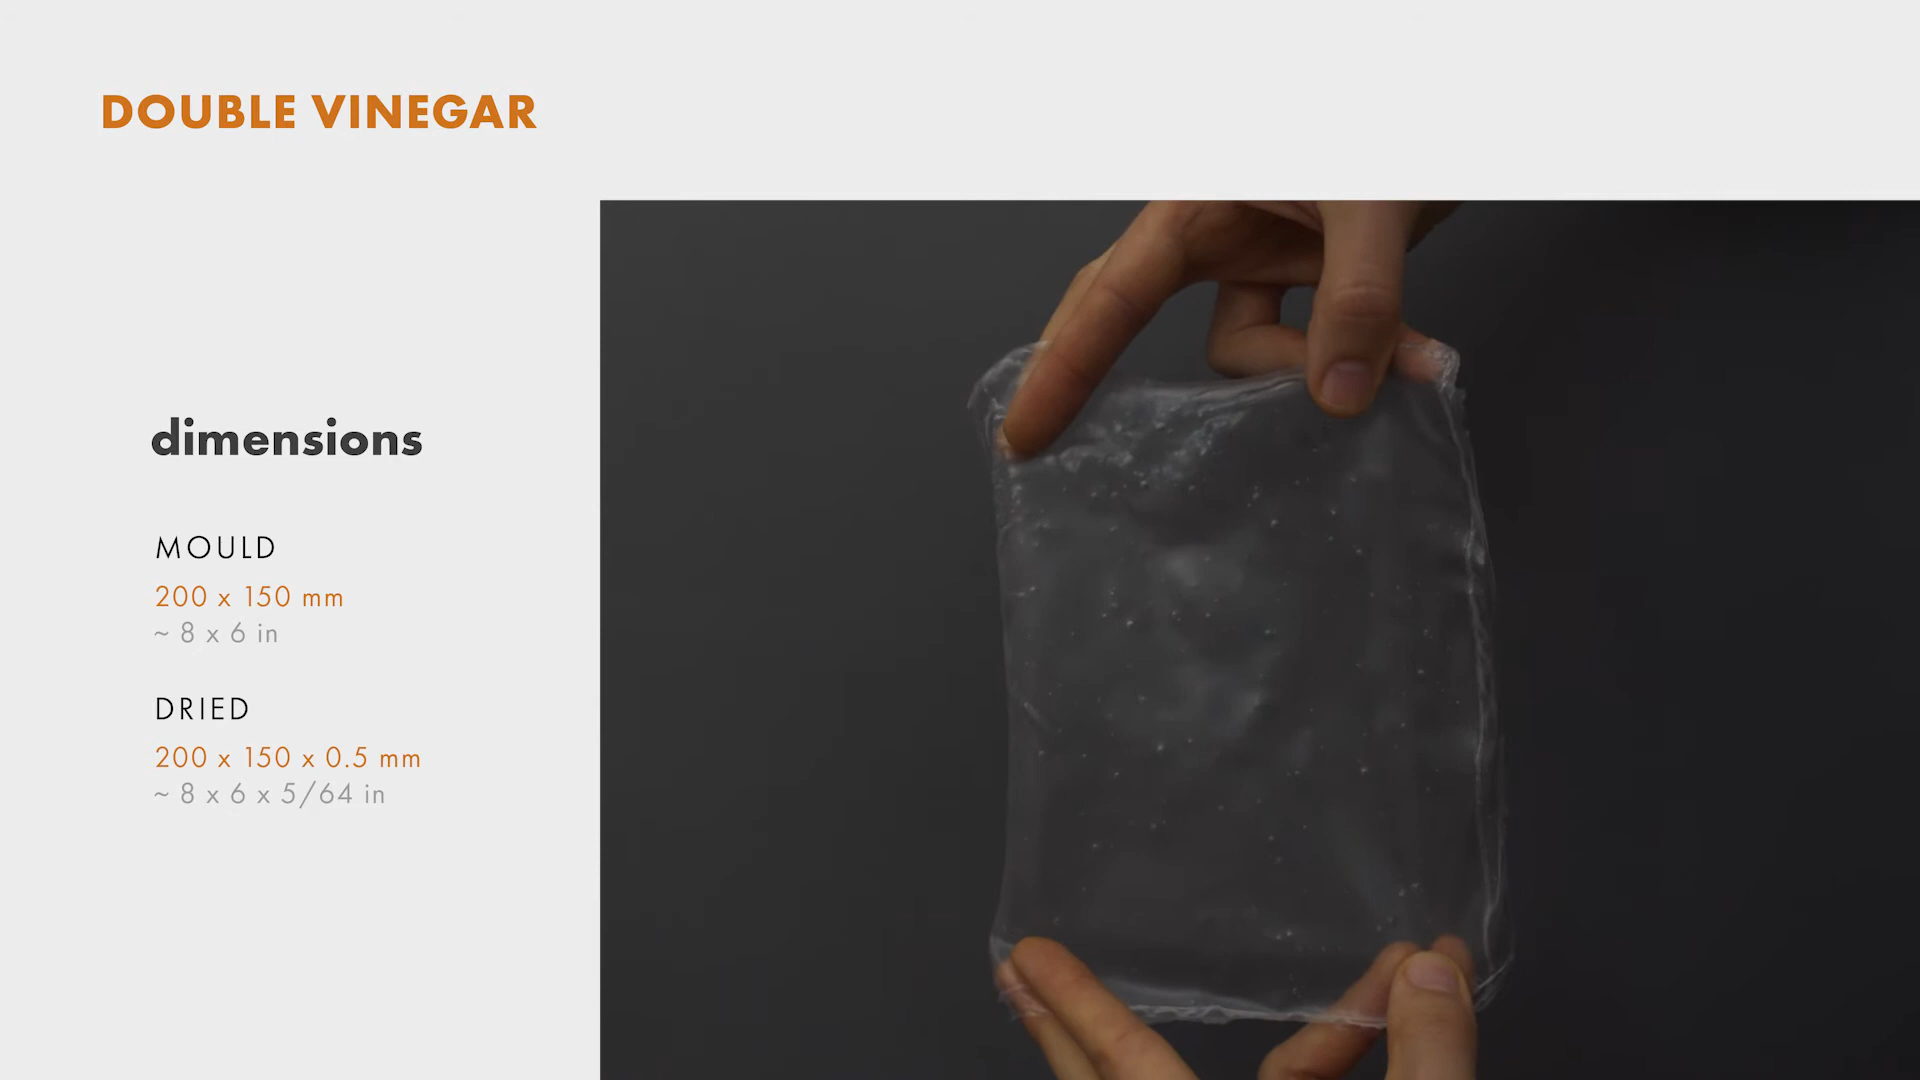 DOUBLE VINEGAR
dimensions
MOULD
200 x 150 mm
~ 8 x 6 in
DRIED
200 x 150 x 0.5 mm
~ 8 x 6 x 5/64 in